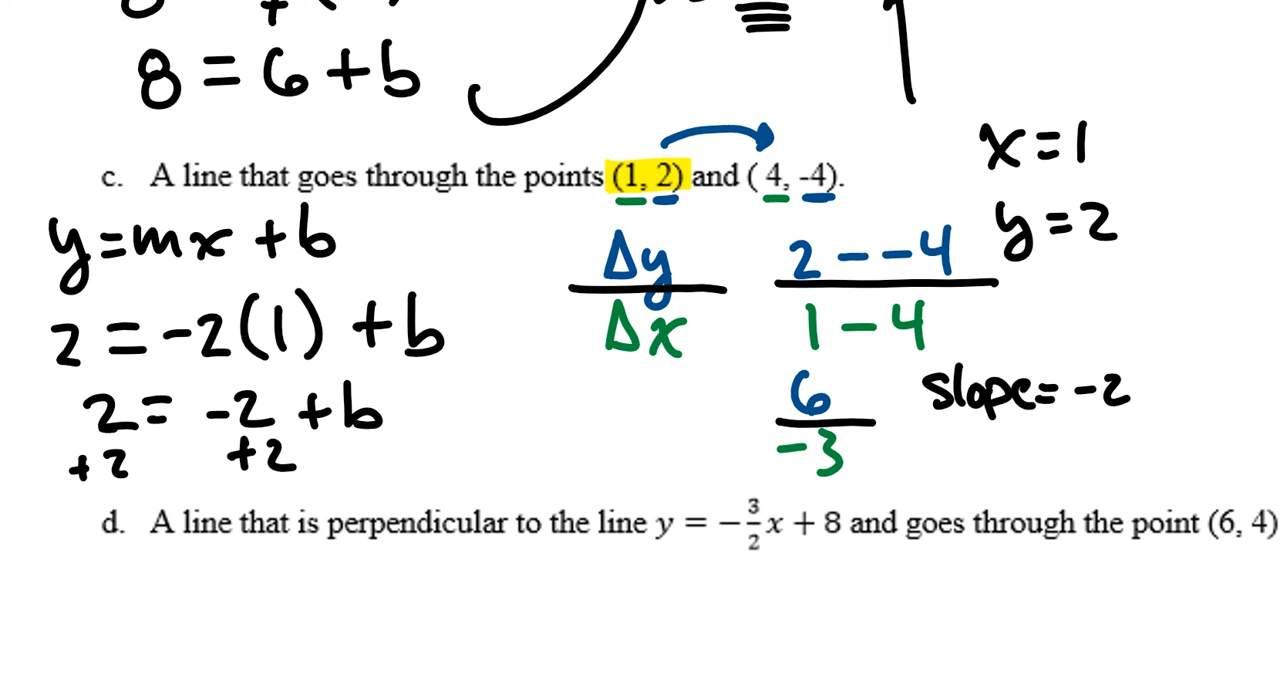 8 = 6 + b
c. A line that goes through the points (1, 2) and ( 4, -4).
x = 1
y = 2
y = mx + b
Δy
Δx
2 - -4
1 - 4
2 = -2(1) + b
6
-3
slope = -2
2 = -2 + b
+2 +2
d. A line that is perpendicular to the line y = -3/2 x + 8 and goes through the point (6, 4)